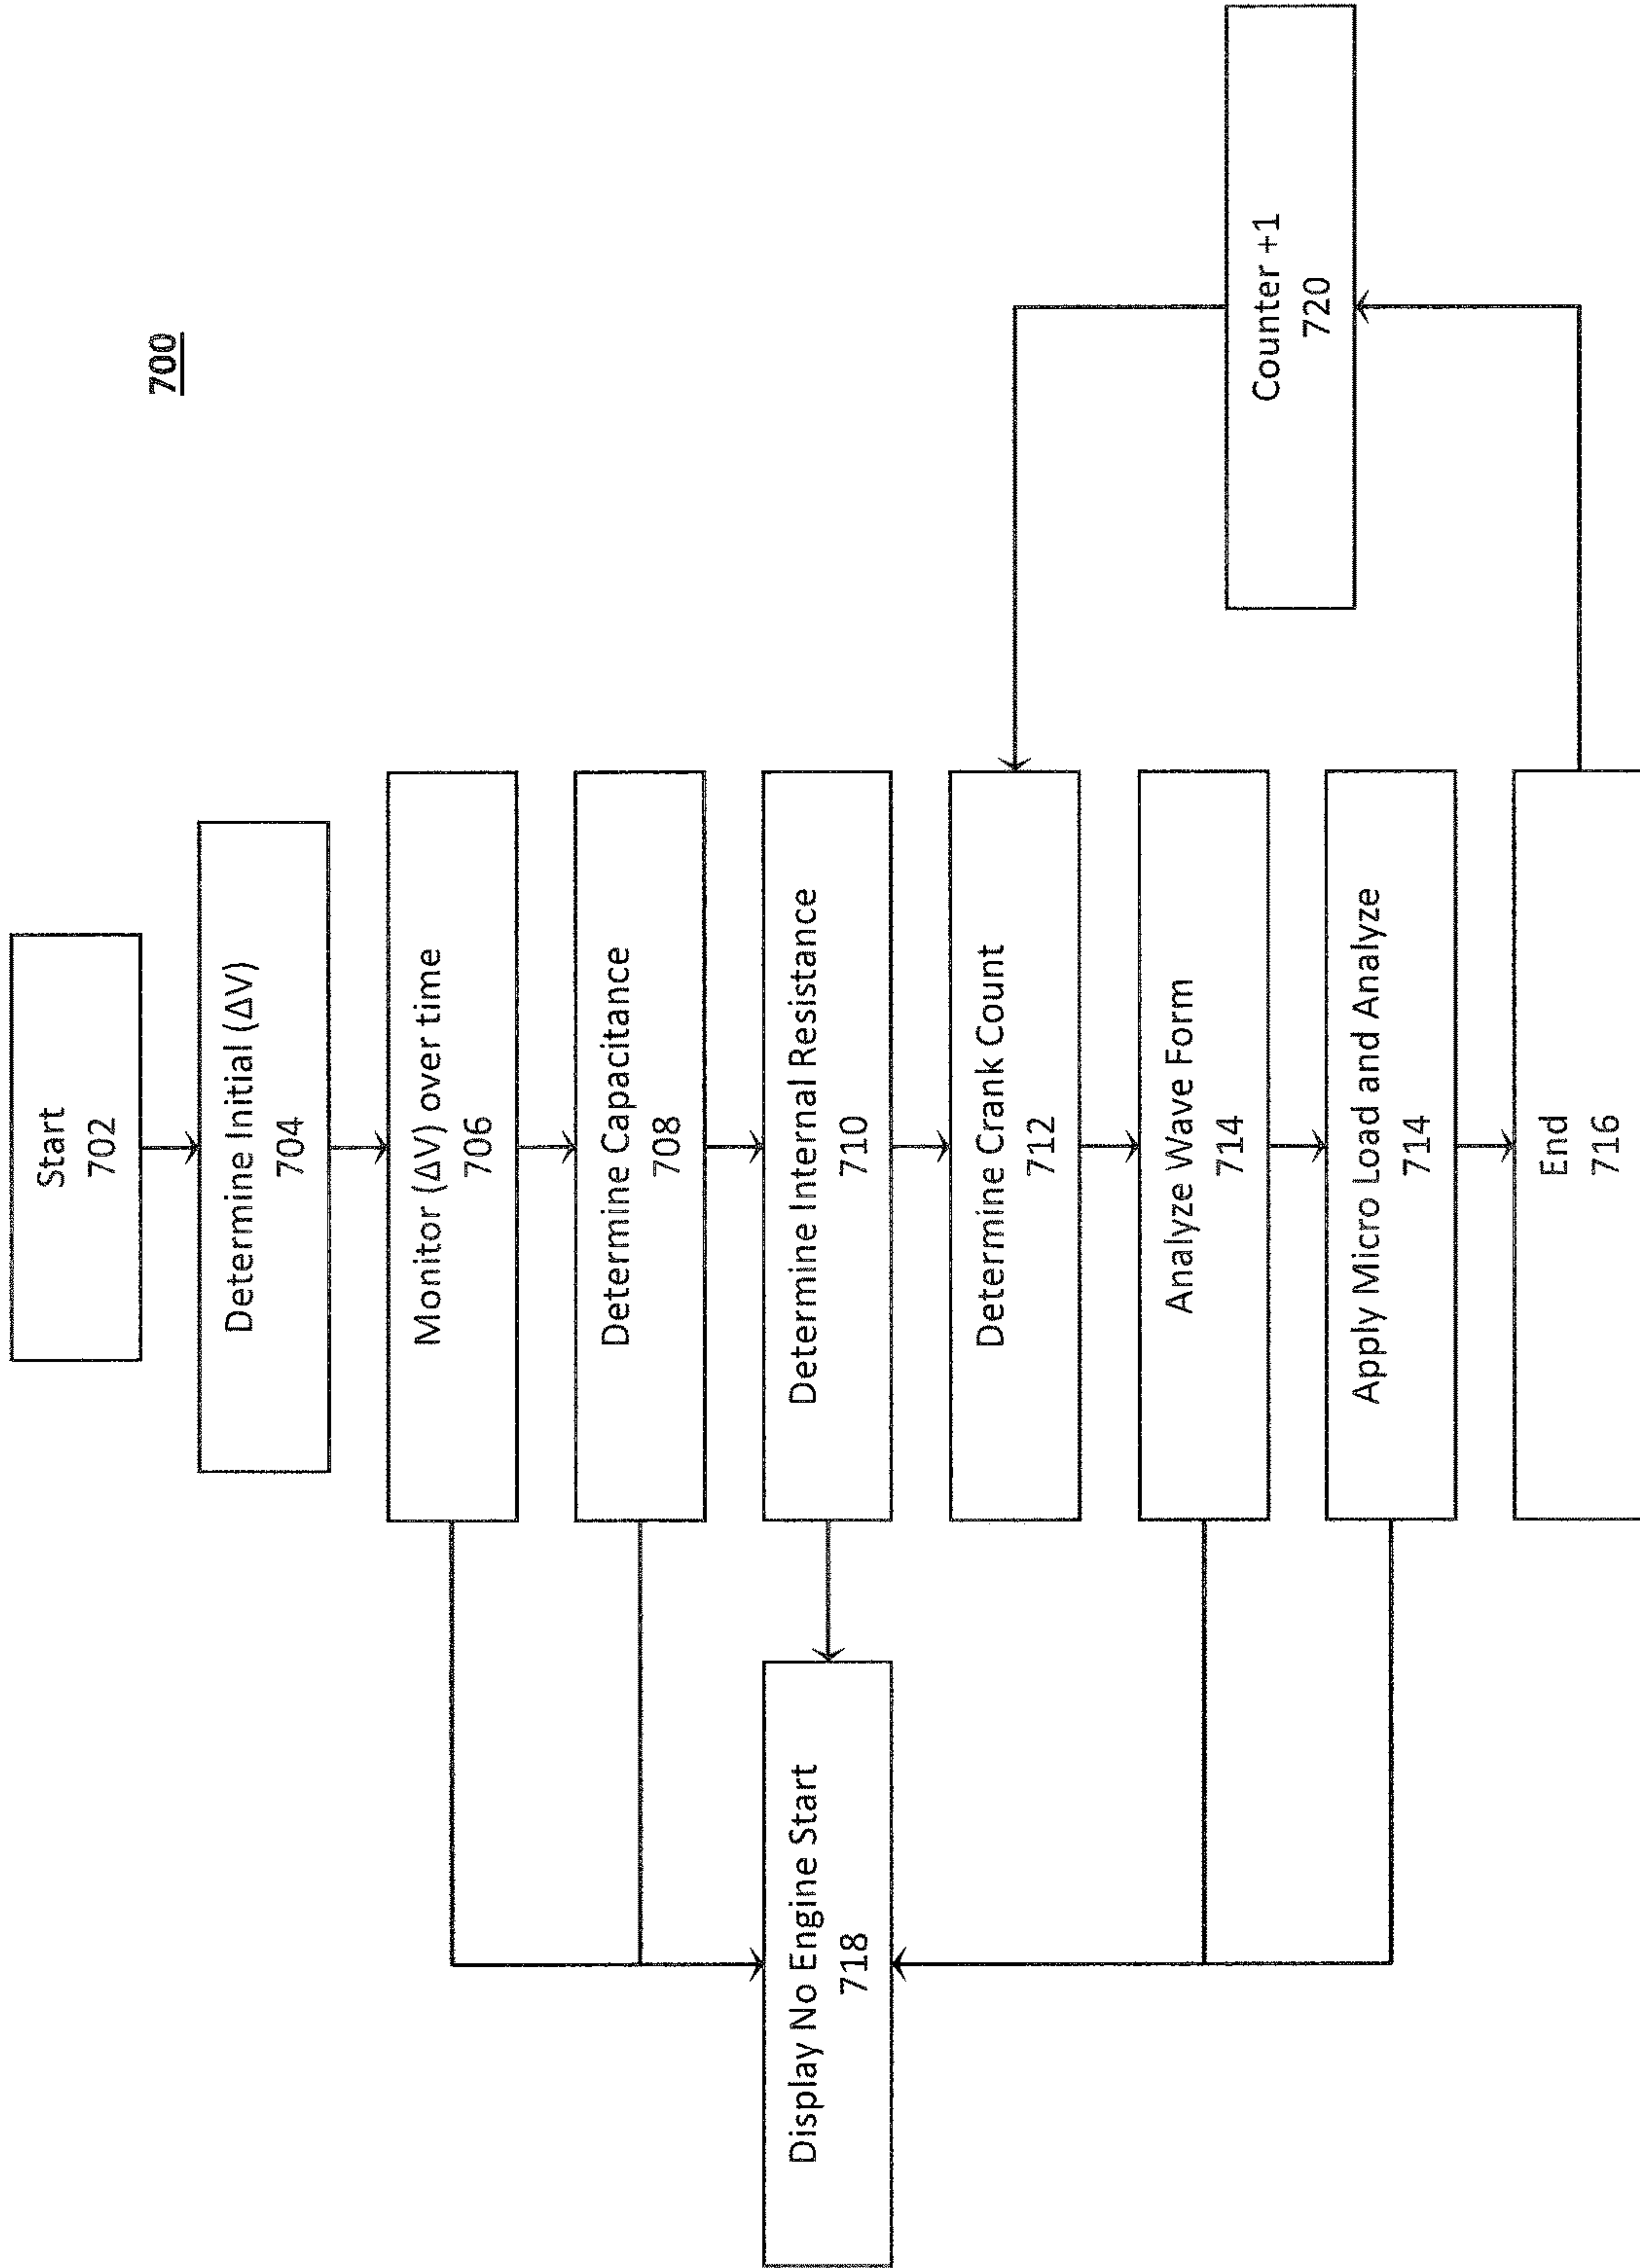 700
Start
702
Determine Initial (ΔV)
704
Monitor (ΔV) over time
706
Determine Capacitance
708
Determine Internal Resistance
710
Determine Crank Count
712
Analyze Wave Form
714
Apply Micro Load and Analyze
714
End
716
Display No Engine Start
718
Counter +1
720